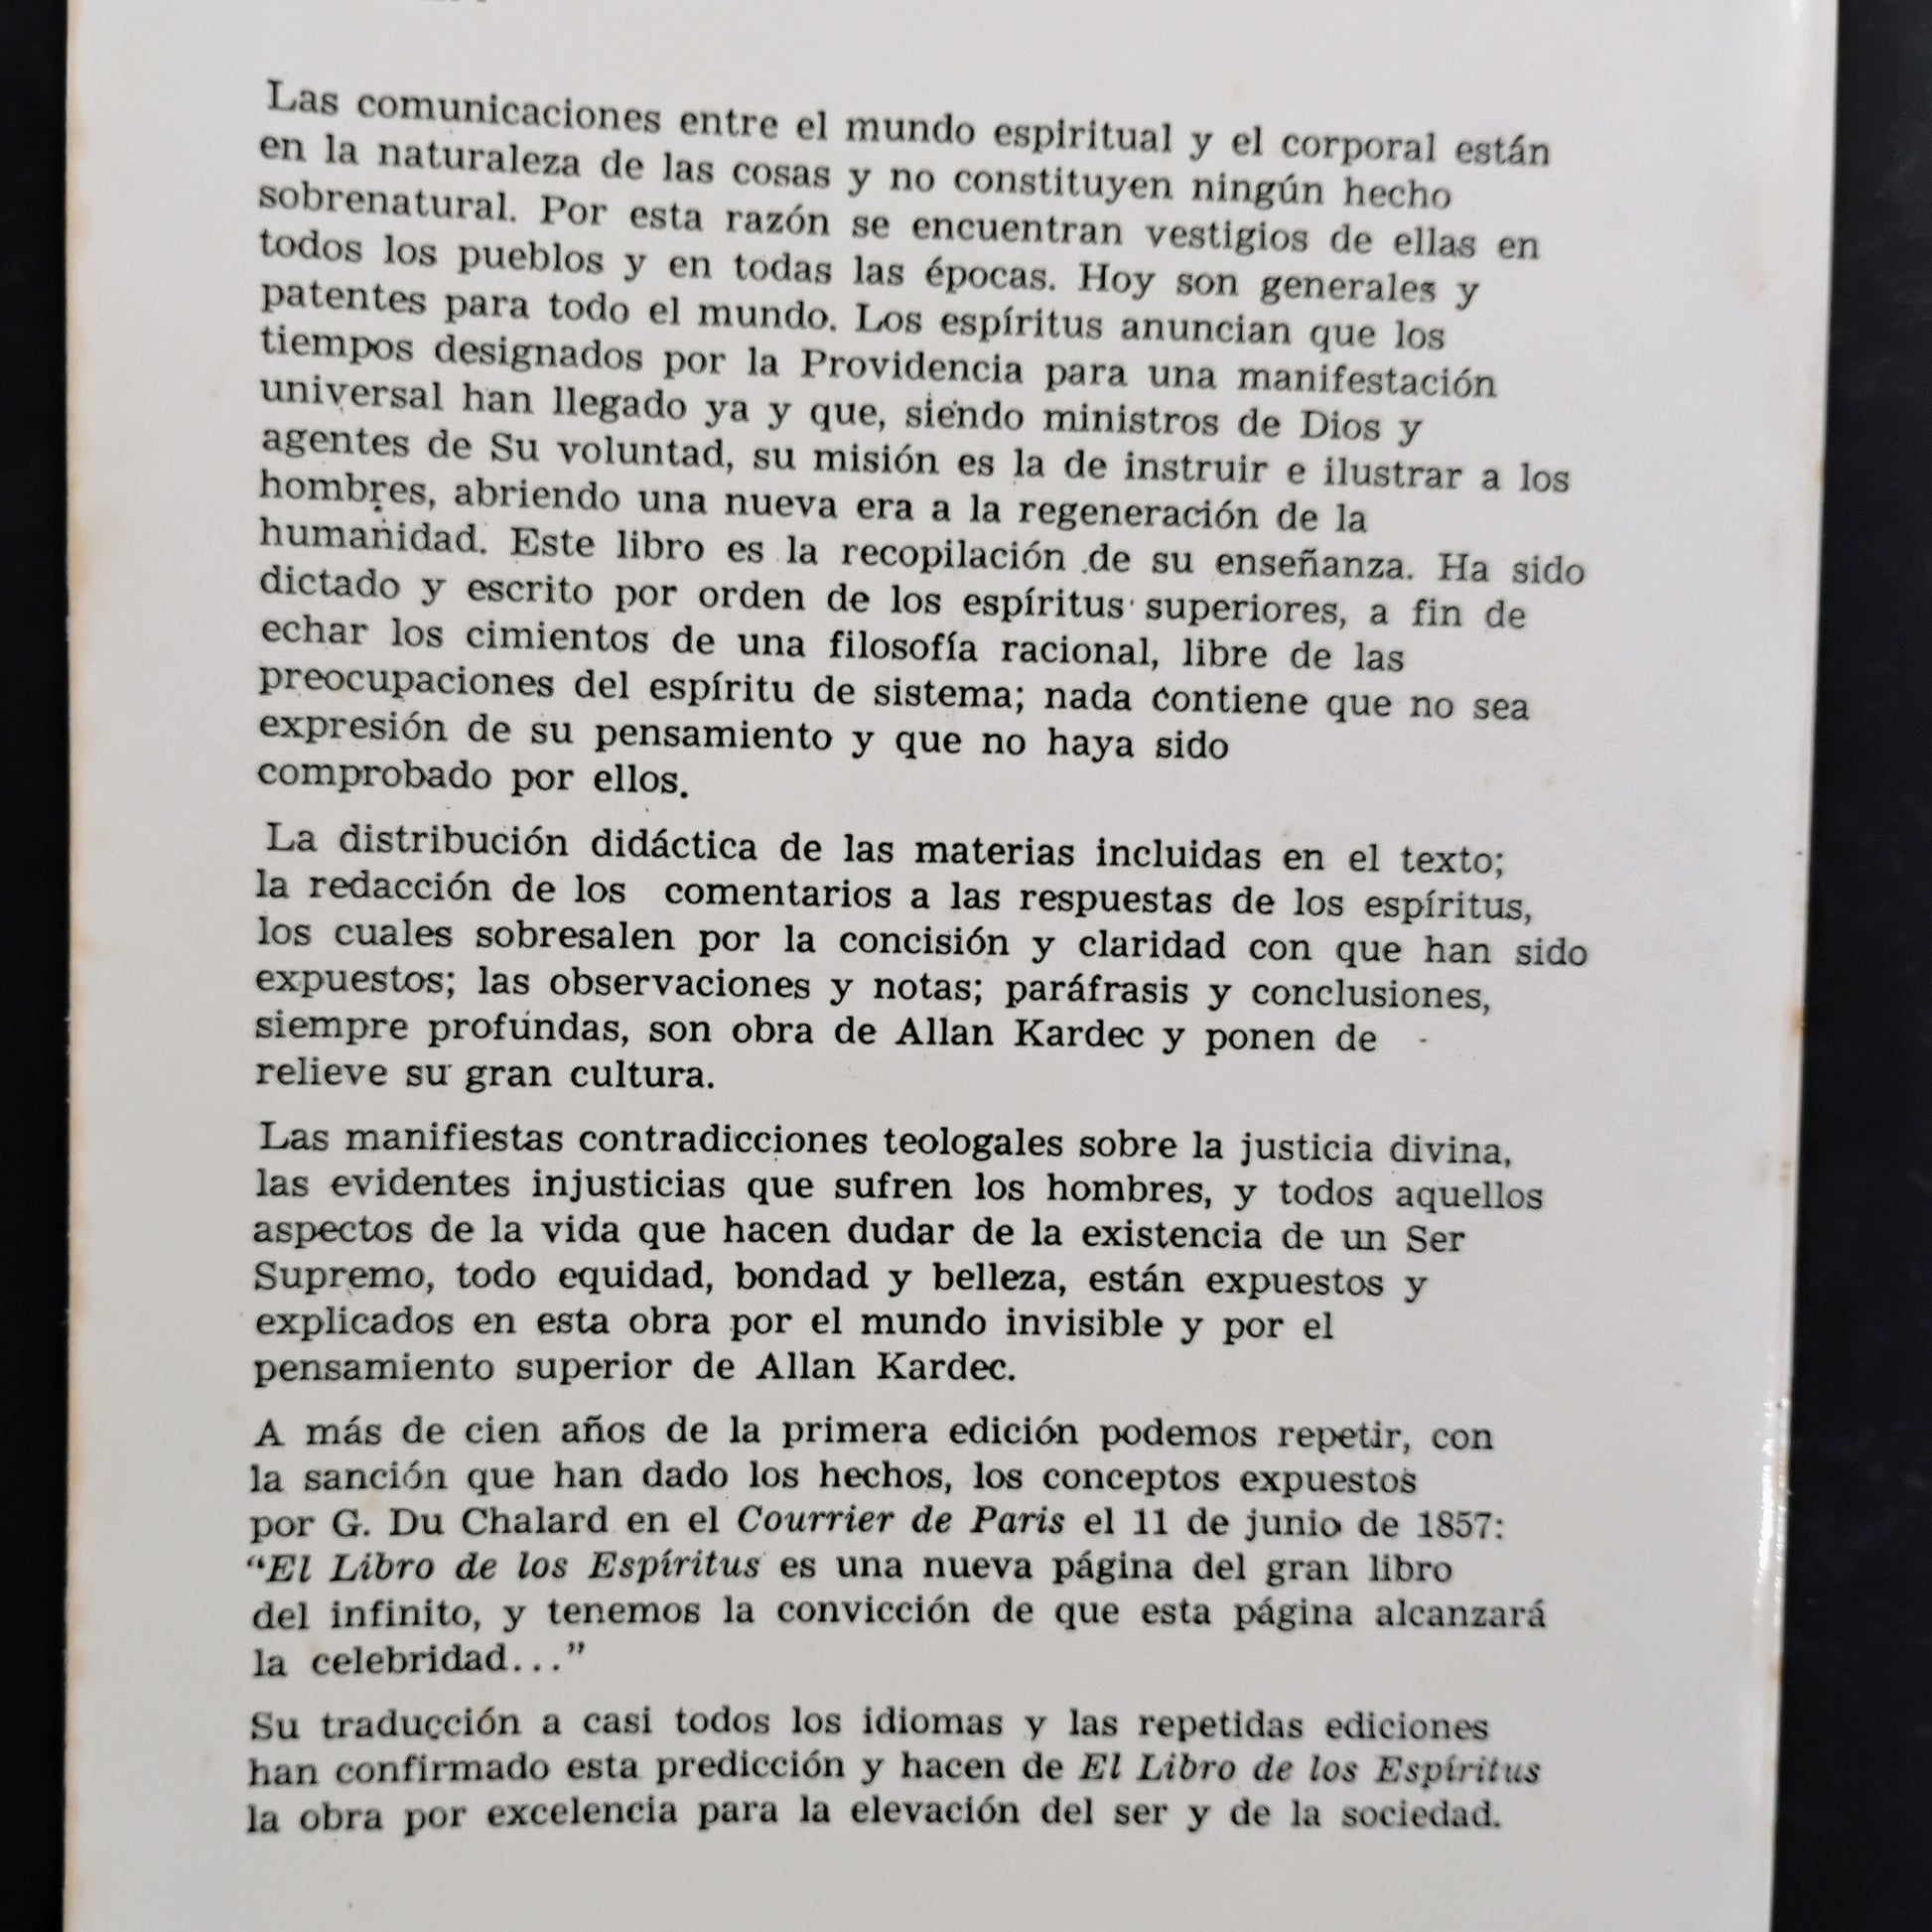 Las comunicaciones entre el mundo espiritual y el corporal están
en la naturaleza de las cosas y no constituyen ningún hecho
sobrenatural. Por esta razón se encuentran vestigios de ellas en
todos los pueblos y en todas las épocas. Hoy son generales y
patentes para todo el mundo. Los espíritus anuncian que los
tiempos designados por la Providencia para una manifestación
universal han llegado ya y que, siendo ministros de Dios y
agentes de Su voluntad, su misión es la de instruir e ilustrar a los
hombres, abriendo una nueva era a la regeneración de la
humanidad. Este libro es la recopilación de su enseñanza. Ha sido
dictado y escrito por orden de los espíritus superiores, a fin de
echar los cimientos de una filosofía racional, libre de las
preocupaciones del espíritu de sistema; nada contiene que no sea
expresión de su pensamiento y que no haya sido
comprobado por ellos.
La distribución didáctica de las materias incluidas en el texto;
la redacción de los comentarios a las respuestas de los espíritus,
los cuales sobresalen por la concisión y claridad con que han sido
expuestos; las observaciones y notas; paráfrasis y conclusiones,
siempre profundas, son obra de Allan Kardec y ponen de
relieve su gran cultura.
Las manifiestas contradicciones teologales sobre la justicia divina,
las evidentes injusticias que sufren los hombres, y todos aquellos
aspectos de la vida que hacen dudar de la existencia de un Ser
Supremo, todo equidad, bondad y belleza, están expuestos y
explicados en esta obra por el mundo invisible y por el
pensamiento superior de Allan Kardec.
A más de cien años de la primera edición podemos repetir, con
la sanción que han dado los hechos, los conceptos expuestos
por G. Du Chalard en el Courrier de Paris el 11 de junio de 1857:
“El Libro de los Espíritus es una nueva página del gran libro
del infinito, y tenemos la convicción de que esta página alcanzará
la celebridad...”
Su traducción a casi todos los idiomas y las repetidas ediciones
han confirmado esta predicción y hacen de El Libro de los Espíritus
la obra por excelencia para la elevación del ser y de la sociedad.